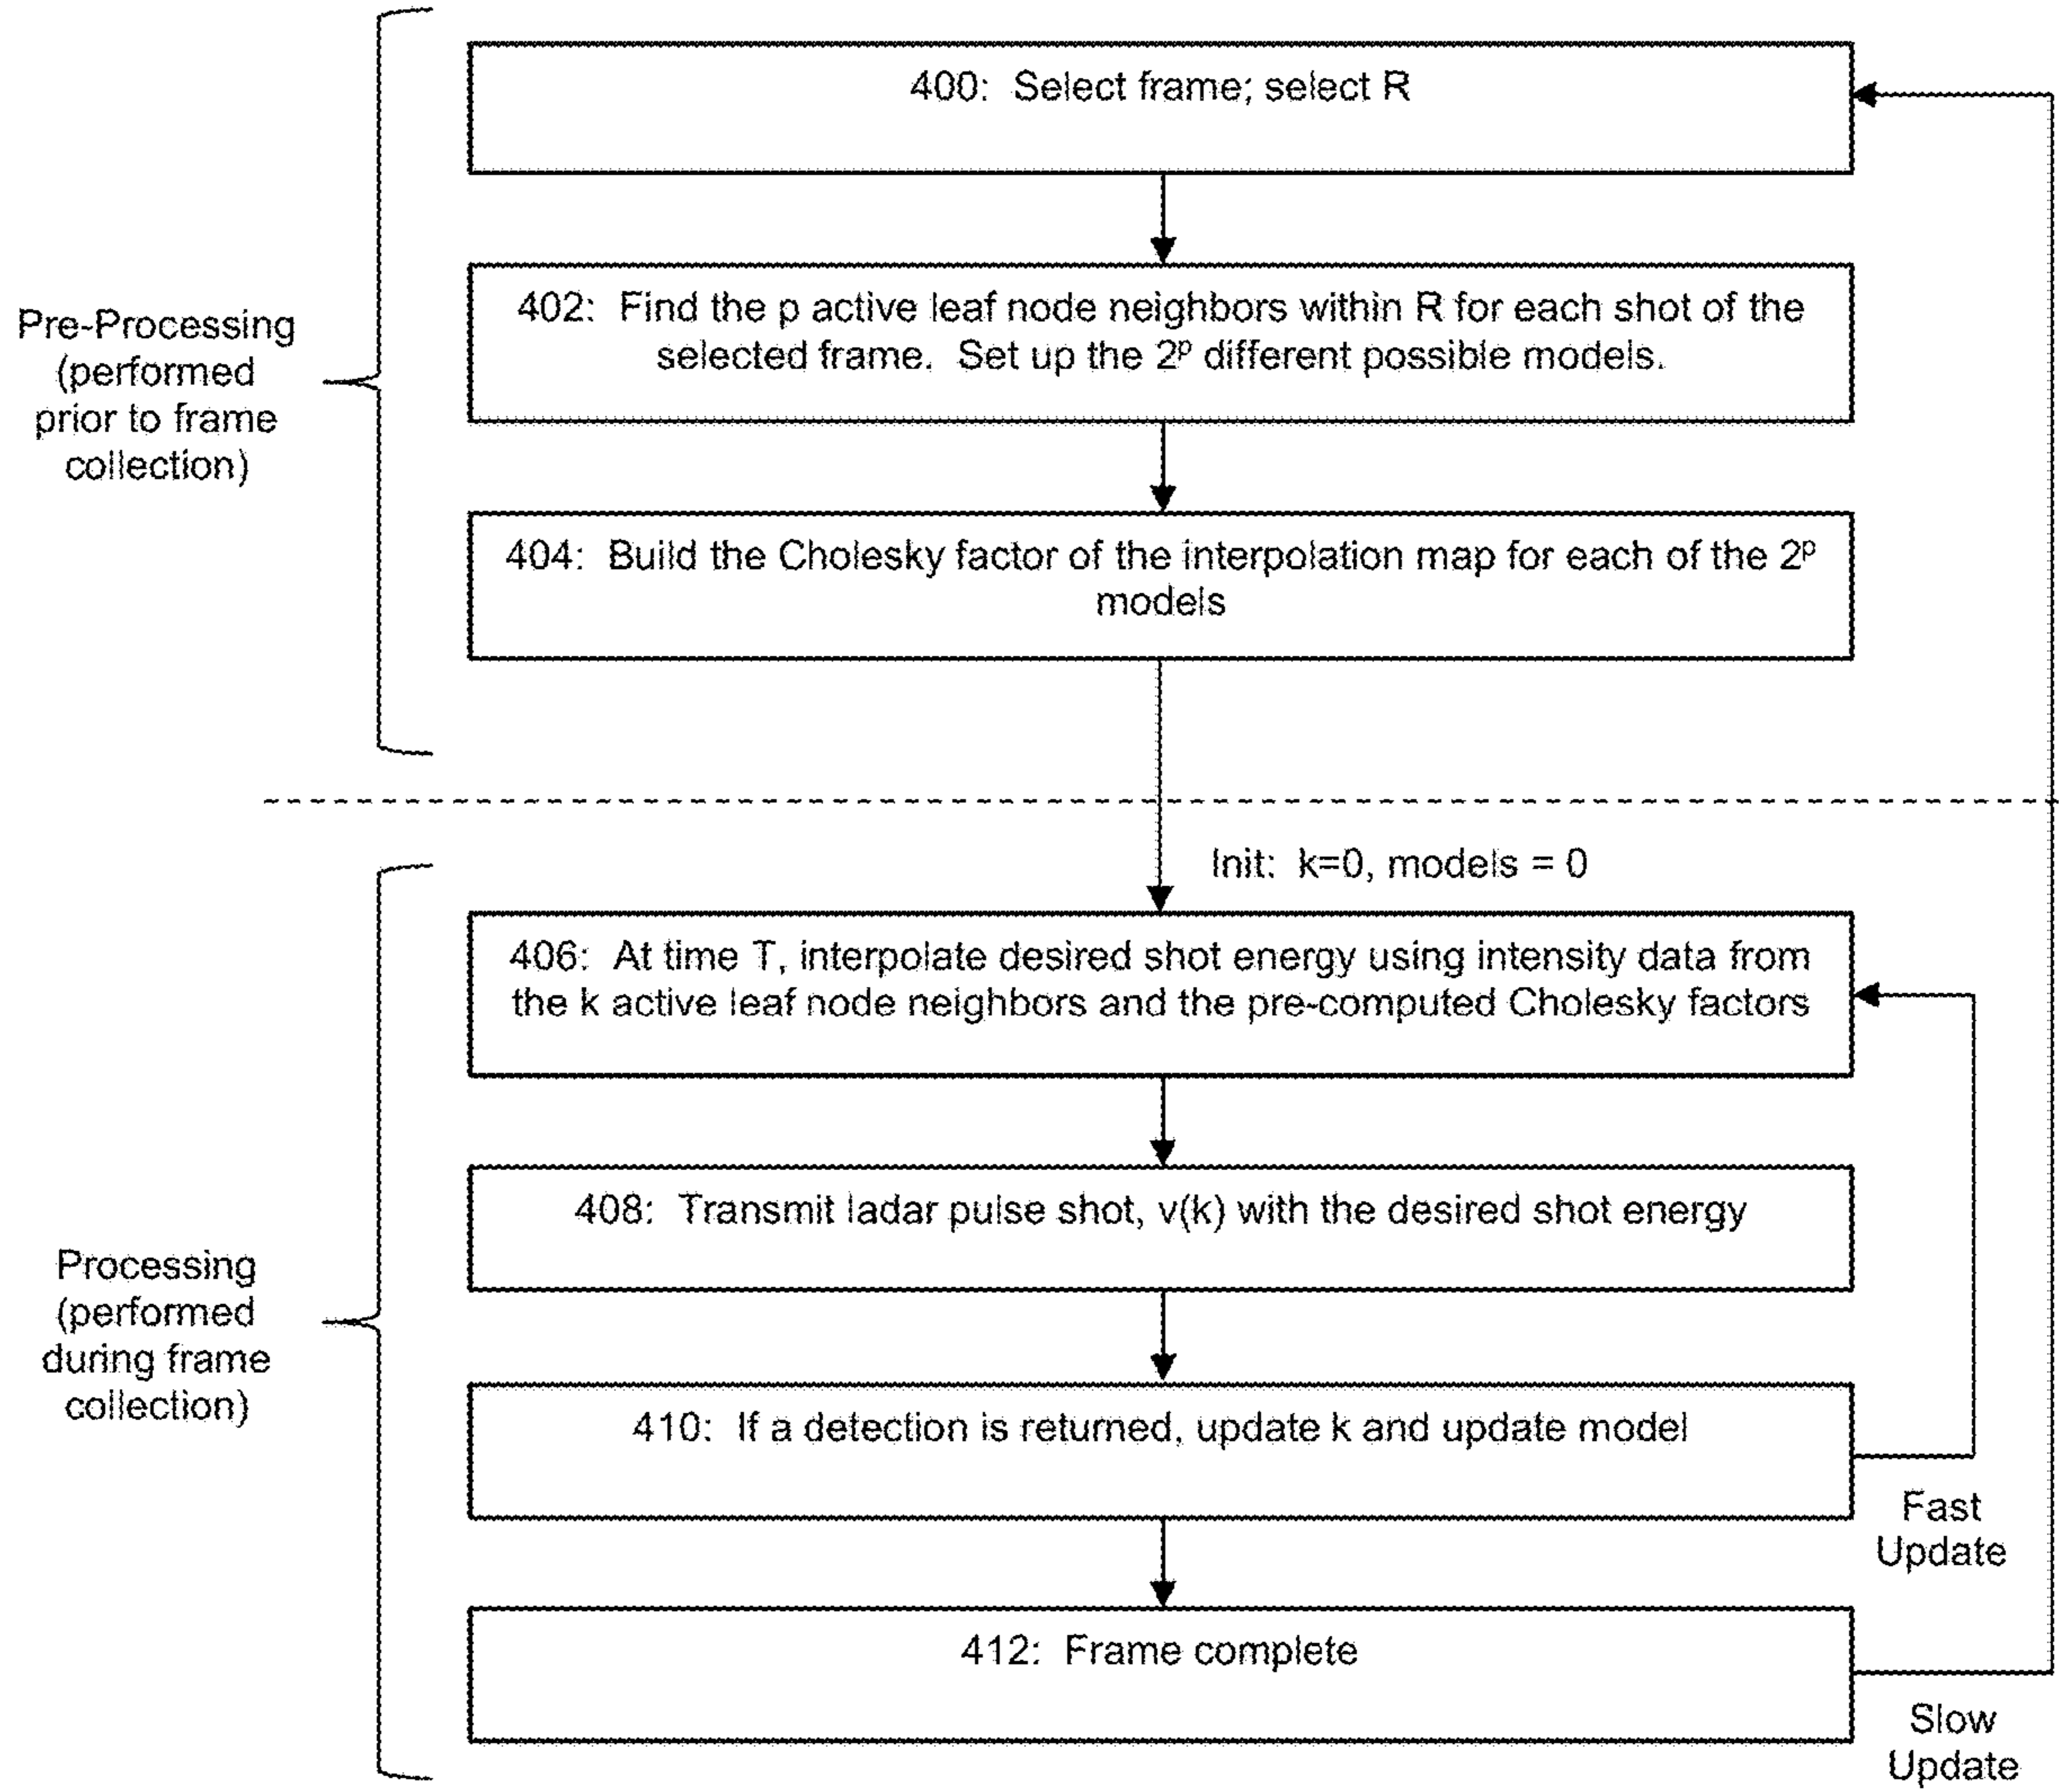 400: Select frame; select R
402: Find the p active leaf node neighbors within R for each shot of the
selected frame. Set up the 2ᵖ different possible models.
Pre-Processing
(performed
prior to frame
collection)
404: Build the Cholesky factor of the interpolation map for each of the 2ᵖ
models
Init: k=0, models = 0
406: At time T, interpolate desired shot energy using intensity data from
the k active leaf node neighbors and the pre-computed Cholesky factors
408: Transmit ladar pulse shot, v(k) with the desired shot energy
Processing
(performed
during frame
collection)
410: If a detection is returned, update k and update model
Fast
Update
412: Frame complete
Slow
Update